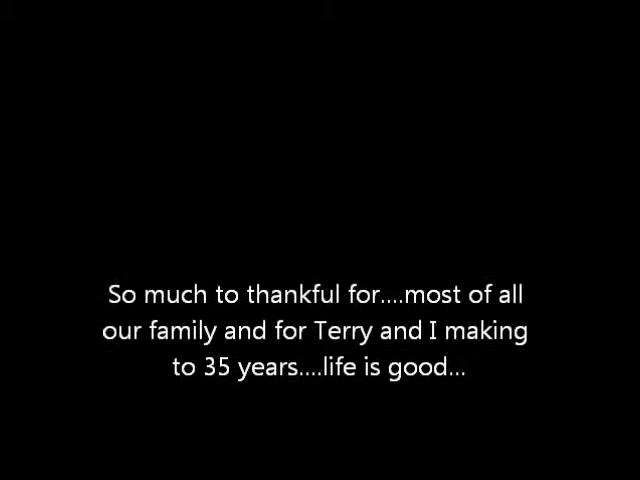 So much to thankful for....most of all
our family and for Terry and I making
to 35 years....life is good...